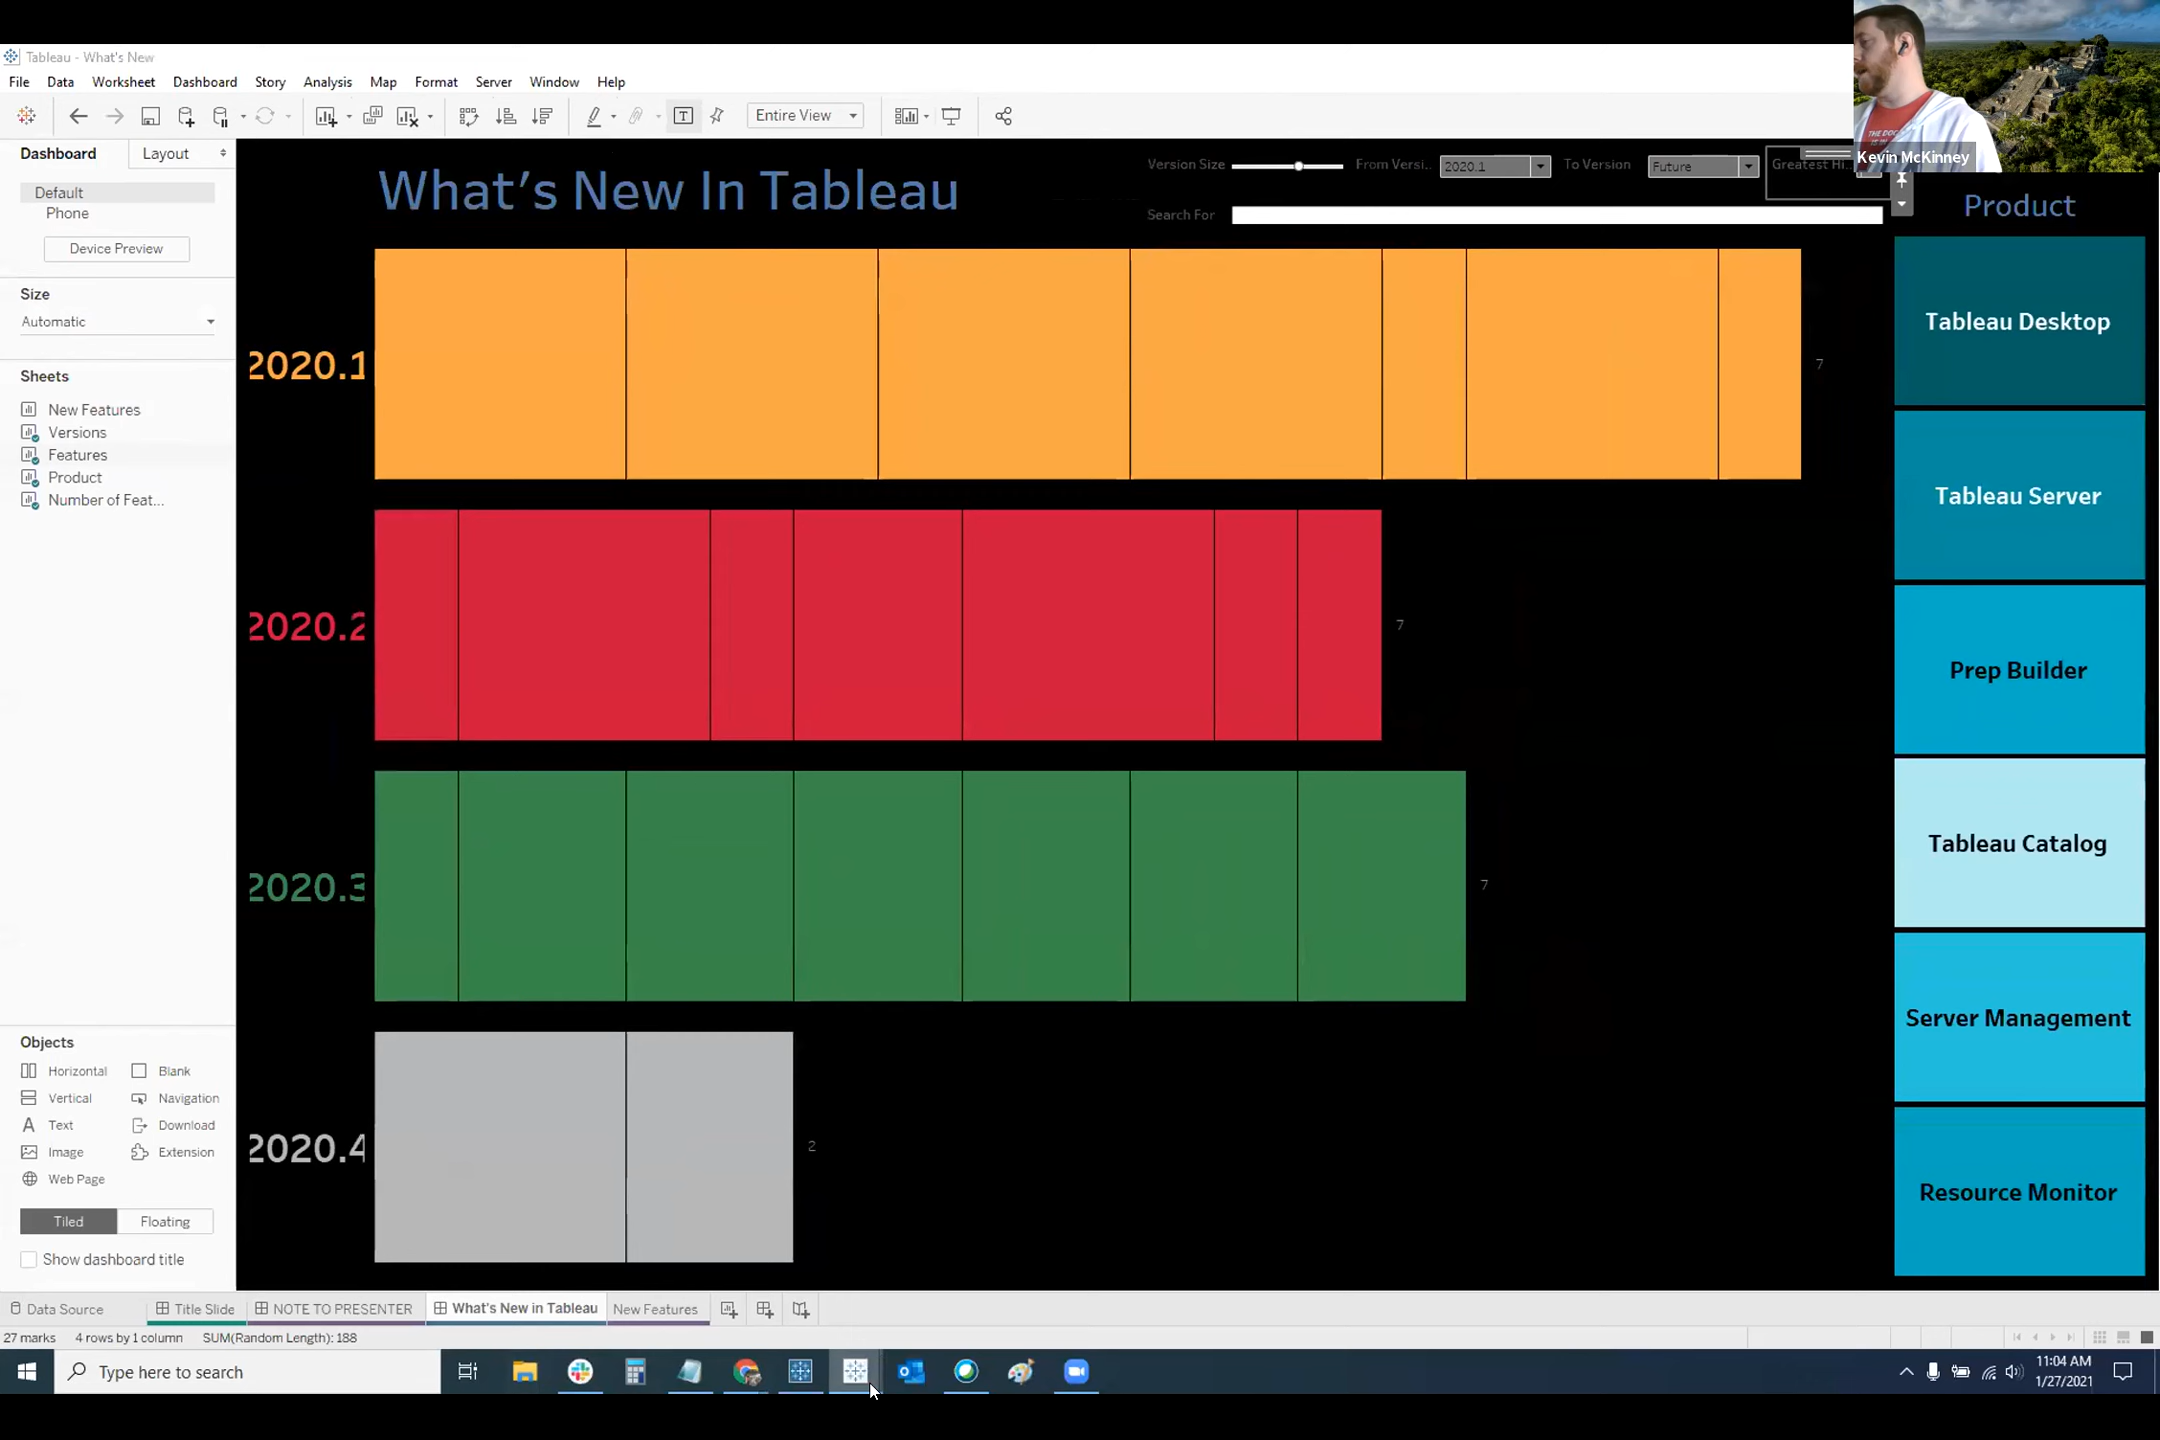 Tableau - What's New
File Data Worksheet Dashboard Story Analysis Map Format Server Window Help
Entire View
Dashboard Layout
Default
Phone
Device Preview
Size
Automatic
Sheets
New Features
Versions
Features
Product
Number of Feat...
Objects
Horizontal Blank
Vertical Navigation
Text Download
Image Extension
Web Page
Tiled Floating
Show dashboard title
What's New In Tableau
Version Size From Versi.. 2020.1 To Version Future Greatest Hi..
Search For
Kevin McKinney
THE DOG
Product
2020.1
7
2020.2
7
2020.3
7
2020.4
2
Tableau Desktop
Tableau Server
Prep Builder
Tableau Catalog
Server Management
Resource Monitor
Data Source Title Slide NOTE TO PRESENTER What's New in Tableau New Features
27 marks 4 rows by 1 column SUM(Random Length): 188
Type here to search
11:04 AM
1/27/2021